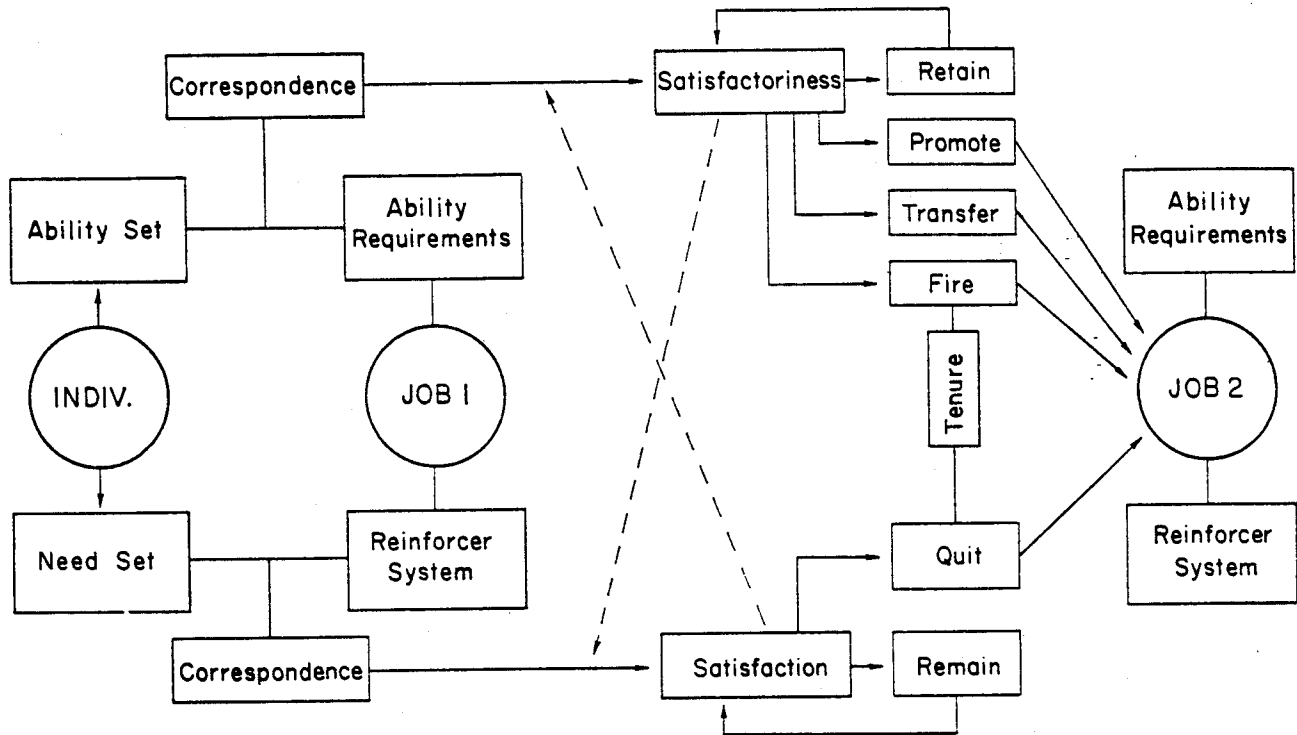 Correspondence
Satisfactoriness
Retain
Promote
Ability Set
Ability
Requirements
Transfer
Ability
Requirements
Fire
INDIV.
JOB 1
Tenure
JOB 2
Need Set
Reinforcer
System
Quit
Reinforcer
System
Correspondence
Satisfaction
Remain